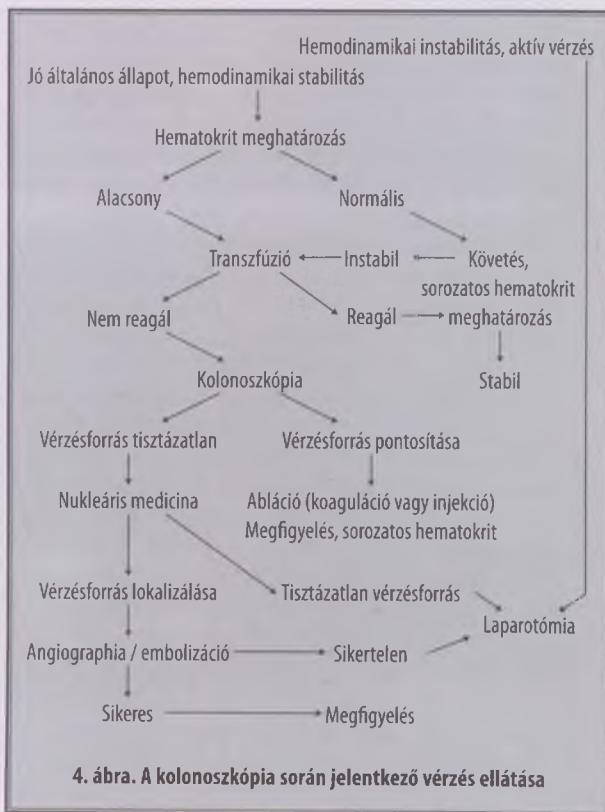 Hemodinamikai instabilitás, aktív vérzés
Jó általános állapot, hemodinamikai stabilitás
Hematokrit meghatározás
Alacsony
Normális
Transzfúzió
Instabil
Követés,
sorozatos hematokrit
meghatározás
Nem reagál
Reagál
Stabil
Kolonoszkópia
Vérzésforrás tisztázatlan
Vérzésforrás pontosítása
Nukleáris medicina
Abláció (koaguláció vagy injekció)
Megfigyelés, sorozatos hematokrit
Vérzésforrás lokalizálása
Tisztázatlan vérzésforrás
Laparotómia
Angiographia / embolizáció
Sikertelen
Sikeres
Megfigyelés
4. ábra. A kolonoszkópia során jelentkező vérzés ellátása